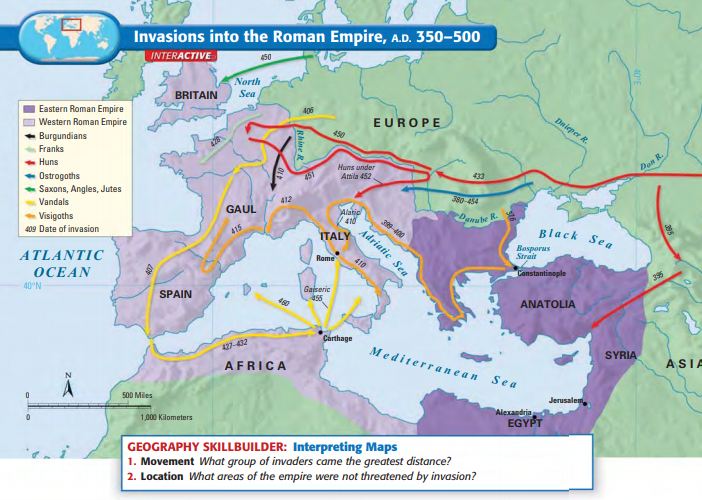 Invasions into the Roman Empire, A.D. 350–500
INTERACTIVE
Eastern Roman Empire
Western Roman Empire
Burgundians
Franks
Huns
Ostrogoths
Saxons, Angles, Jutes
Vandals
Visigoths
409 Date of invasion
450
North
Sea
BRITAIN
406
EUROPE
40°E
Dnieper R.
Don R.
428
Rhine R.
450
410
451
Huns under
Attila 452
433
380–454
GAUL
412
Alaric
410
399–400
Danube R.
376
395
415
ITALY
Adriatic Sea
Black Sea
Bosporus
Strait
Rome
410
Constantinople
ATLANTIC
OCEAN
407
40°N
SPAIN
Gaiseric
455
460
ANATOLIA
395
427–432
Carthage
AFRICA
Mediterranean Sea
SYRIA
ASIA
N
0 500 Miles
0 1,000 Kilometers
Jerusalem
Alexandria
EGYPT
GEOGRAPHY SKILLBUILDER: Interpreting Maps
1. Movement What group of invaders came the greatest distance?
2. Location What areas of the empire were not threatened by invasion?